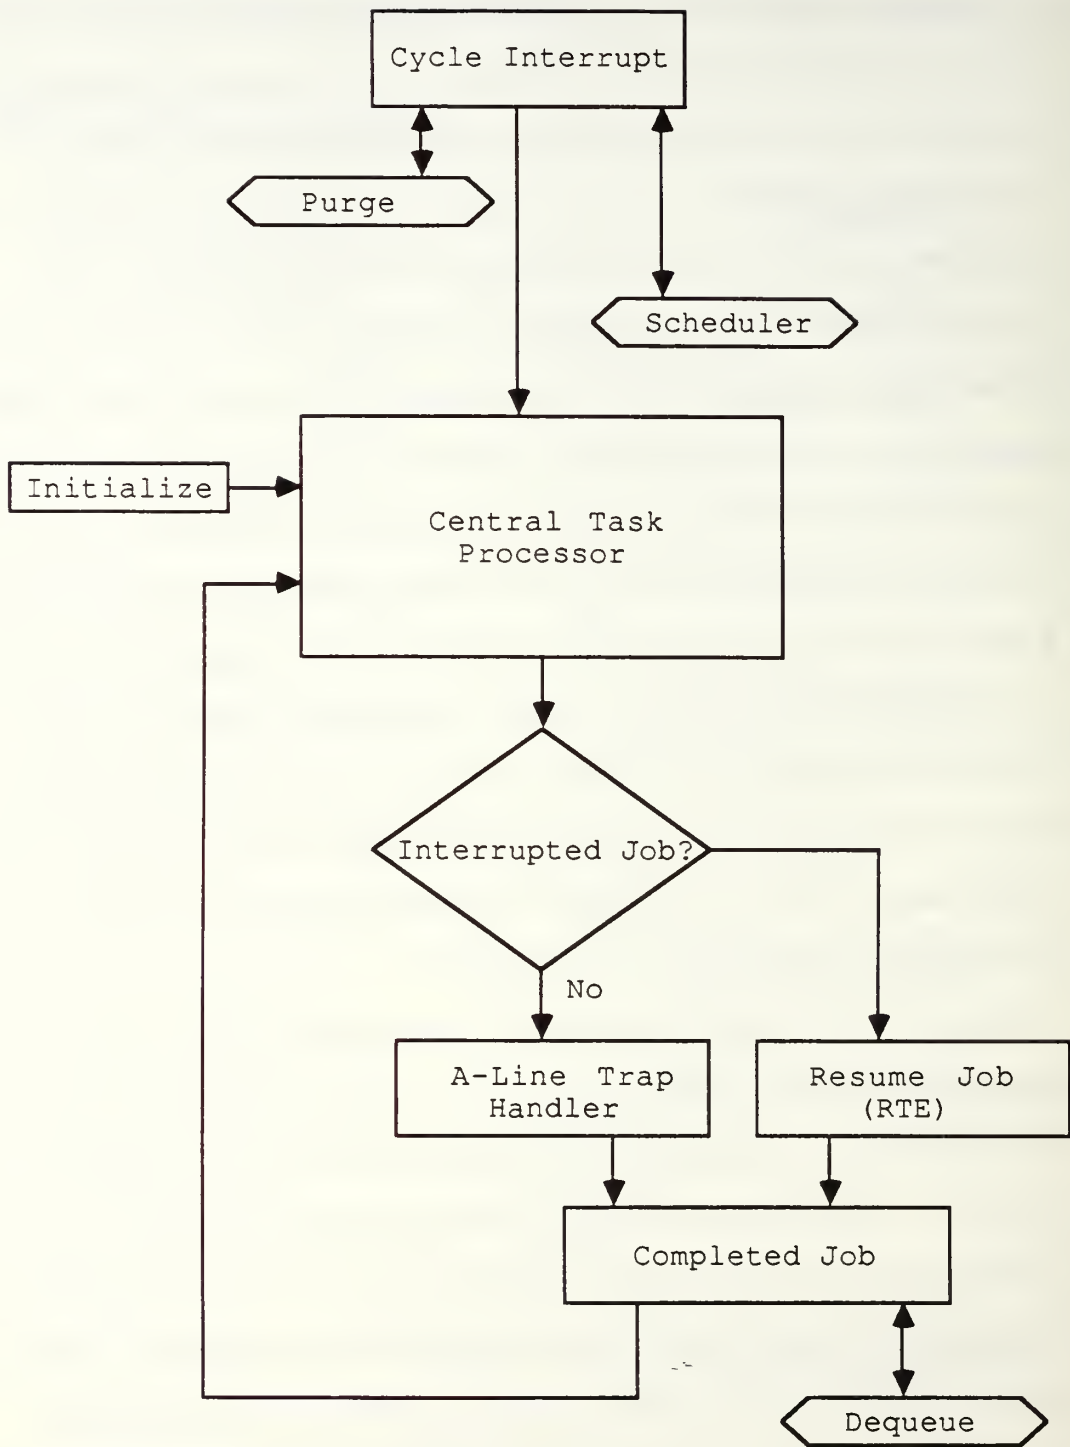 Cycle Interrupt
Purge
Scheduler
Initialize
Central Task
Processor
Interrupted Job?
No
A-Line Trap
Handler
Resume Job
(RTE)
Completed Job
Dequeue